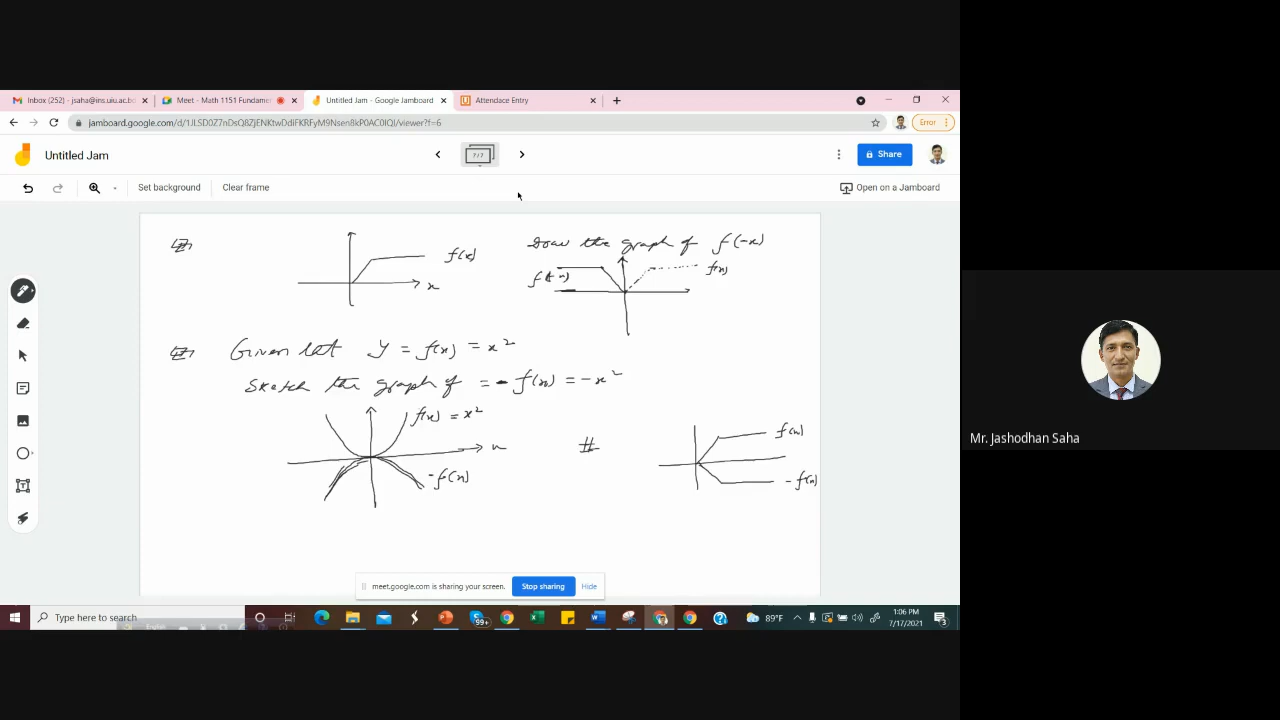 Inbox (252) - jsaha@ins.uiu.ac.bd
Meet - Math 1151 Fundame
Untitled Jam - Google Jamboard
Attendace Entry
jamboard.google.com/d/1JLSD0Z7nDsQ8ZjENKtwDdiFKRFyM9Nsen8kP0AC0IQI/viewer?f=6
Error
Untitled Jam
7/7
Share
Set background
Clear frame
Open on a Jamboard
f(x)
x
Draw the graph of f(-x)
f(-x)
f(x)
Given let y = f(x) = x²
Sketch the graph of = - f(x) = -x²
f(x) = x²
x
-f(x)
#
f(x)
- f(x)
Mr. Jashodhan Saha
meet.google.com is sharing your screen.
Stop sharing
Hide
Type here to search
99+
89°F
1:06 PM
7/17/2021
3